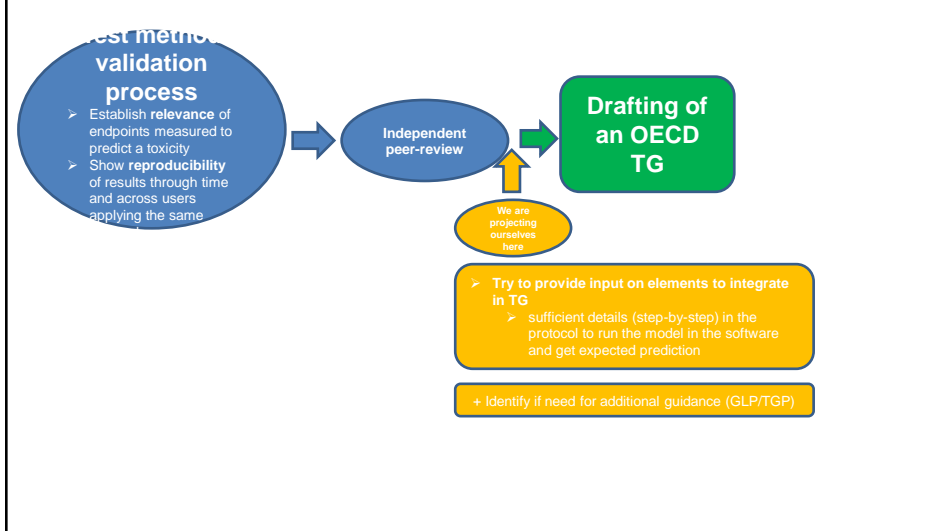 validation
process
➢ Establish relevance of
endpoints measured to
predict a toxicity
➢ Show reproducibility
of results through time
and across users
applying the same
Independent
peer-review
Drafting of
an OECD
TG
We are
projecting
ourselves
here
➢ Try to provide input on elements to integrate
in TG
➢ sufficient details (step-by-step) in the
protocol to run the model in the software
and get expected prediction
+ Identify if need for additional guidance (GLP/TGP)